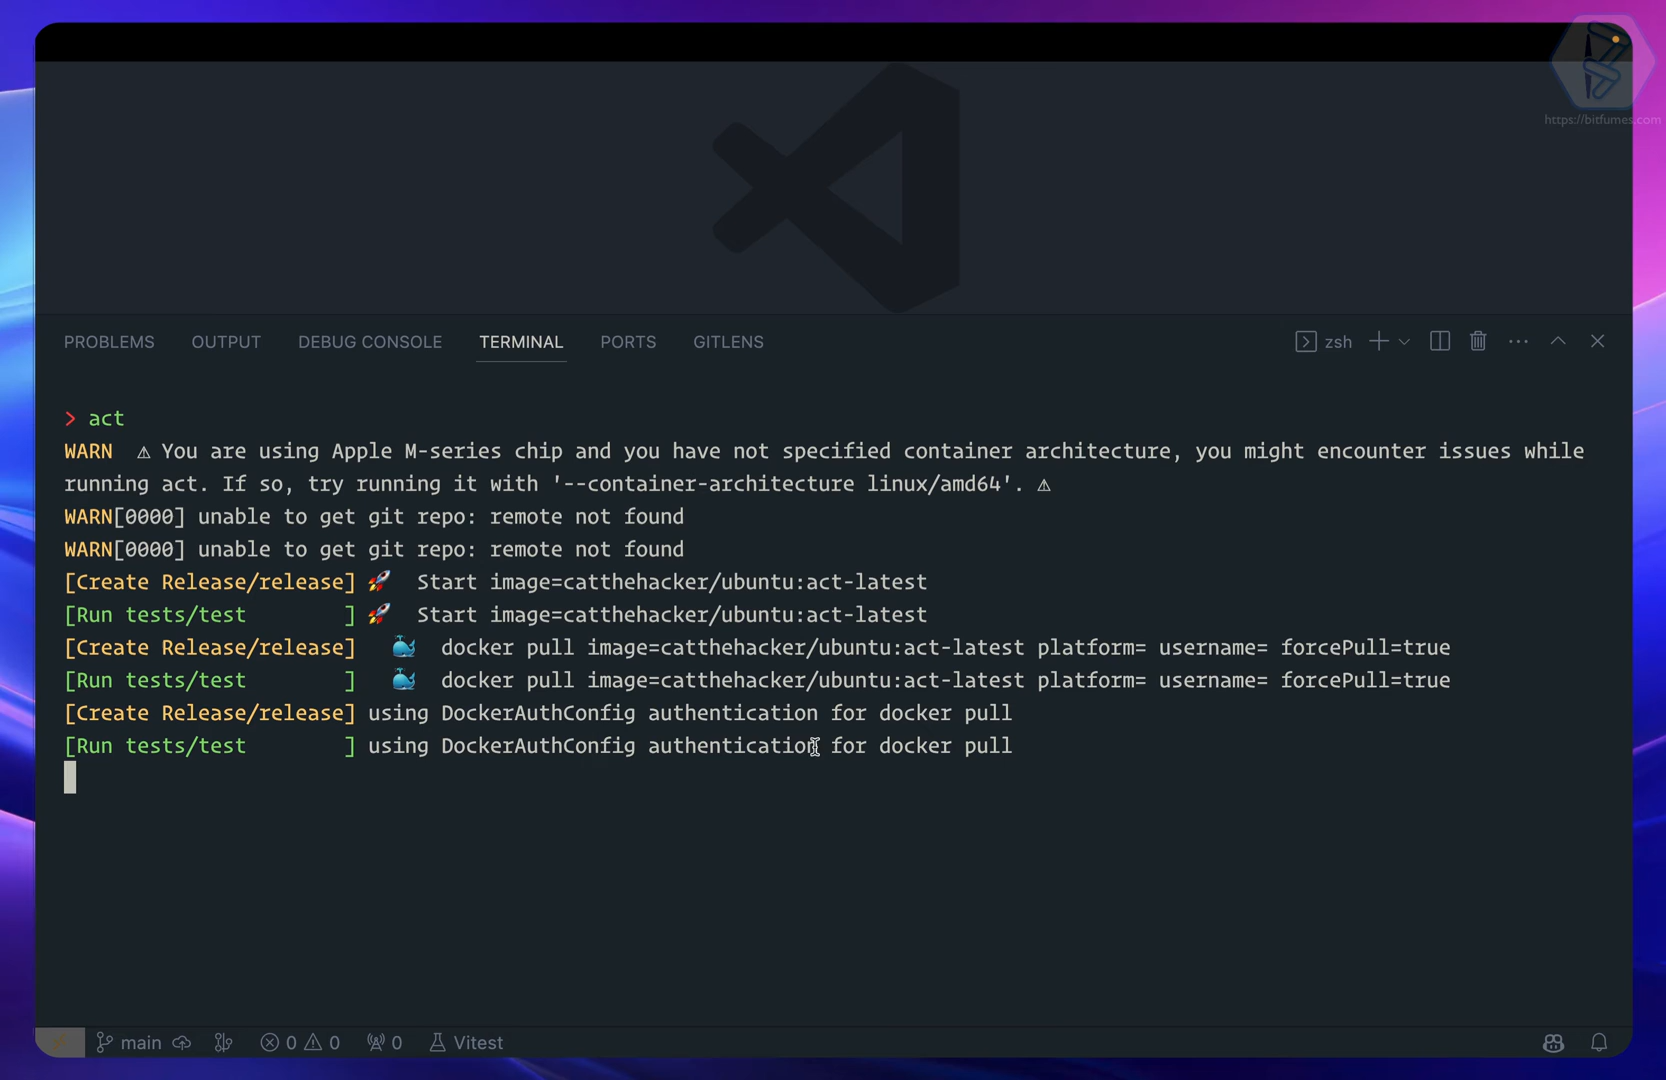 https://bitfumes.com
PROBLEMS OUTPUT DEBUG CONSOLE TERMINAL PORTS GITLENS zsh
> act
WARN ⚠ You are using Apple M-series chip and you have not specified container architecture, you might encounter issues while
running act. If so, try running it with '--container-architecture linux/amd64'. ⚠
WARN[0000] unable to get git repo: remote not found
WARN[0000] unable to get git repo: remote not found
[Create Release/release] 🚀 Start image=catthehacker/ubuntu:act-latest
[Run tests/test ] 🚀 Start image=catthehacker/ubuntu:act-latest
[Create Release/release] 🐳 docker pull image=catthehacker/ubuntu:act-latest platform= username= forcePull=true
[Run tests/test ] 🐳 docker pull image=catthehacker/ubuntu:act-latest platform= username= forcePull=true
[Create Release/release] using DockerAuthConfig authentication for docker pull
[Run tests/test ] using DockerAuthConfig authentication for docker pull
main 0 0 0 Vitest